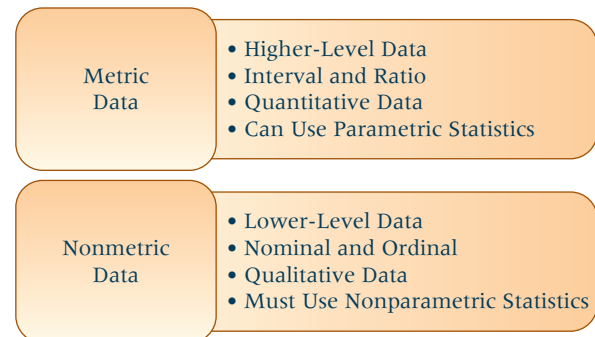 Metric
Data
• Higher-Level Data
• Interval and Ratio
• Quantitative Data
• Can Use Parametric Statistics
Nonmetric
Data
• Lower-Level Data
• Nominal and Ordinal
• Qualitative Data
• Must Use Nonparametric Statistics